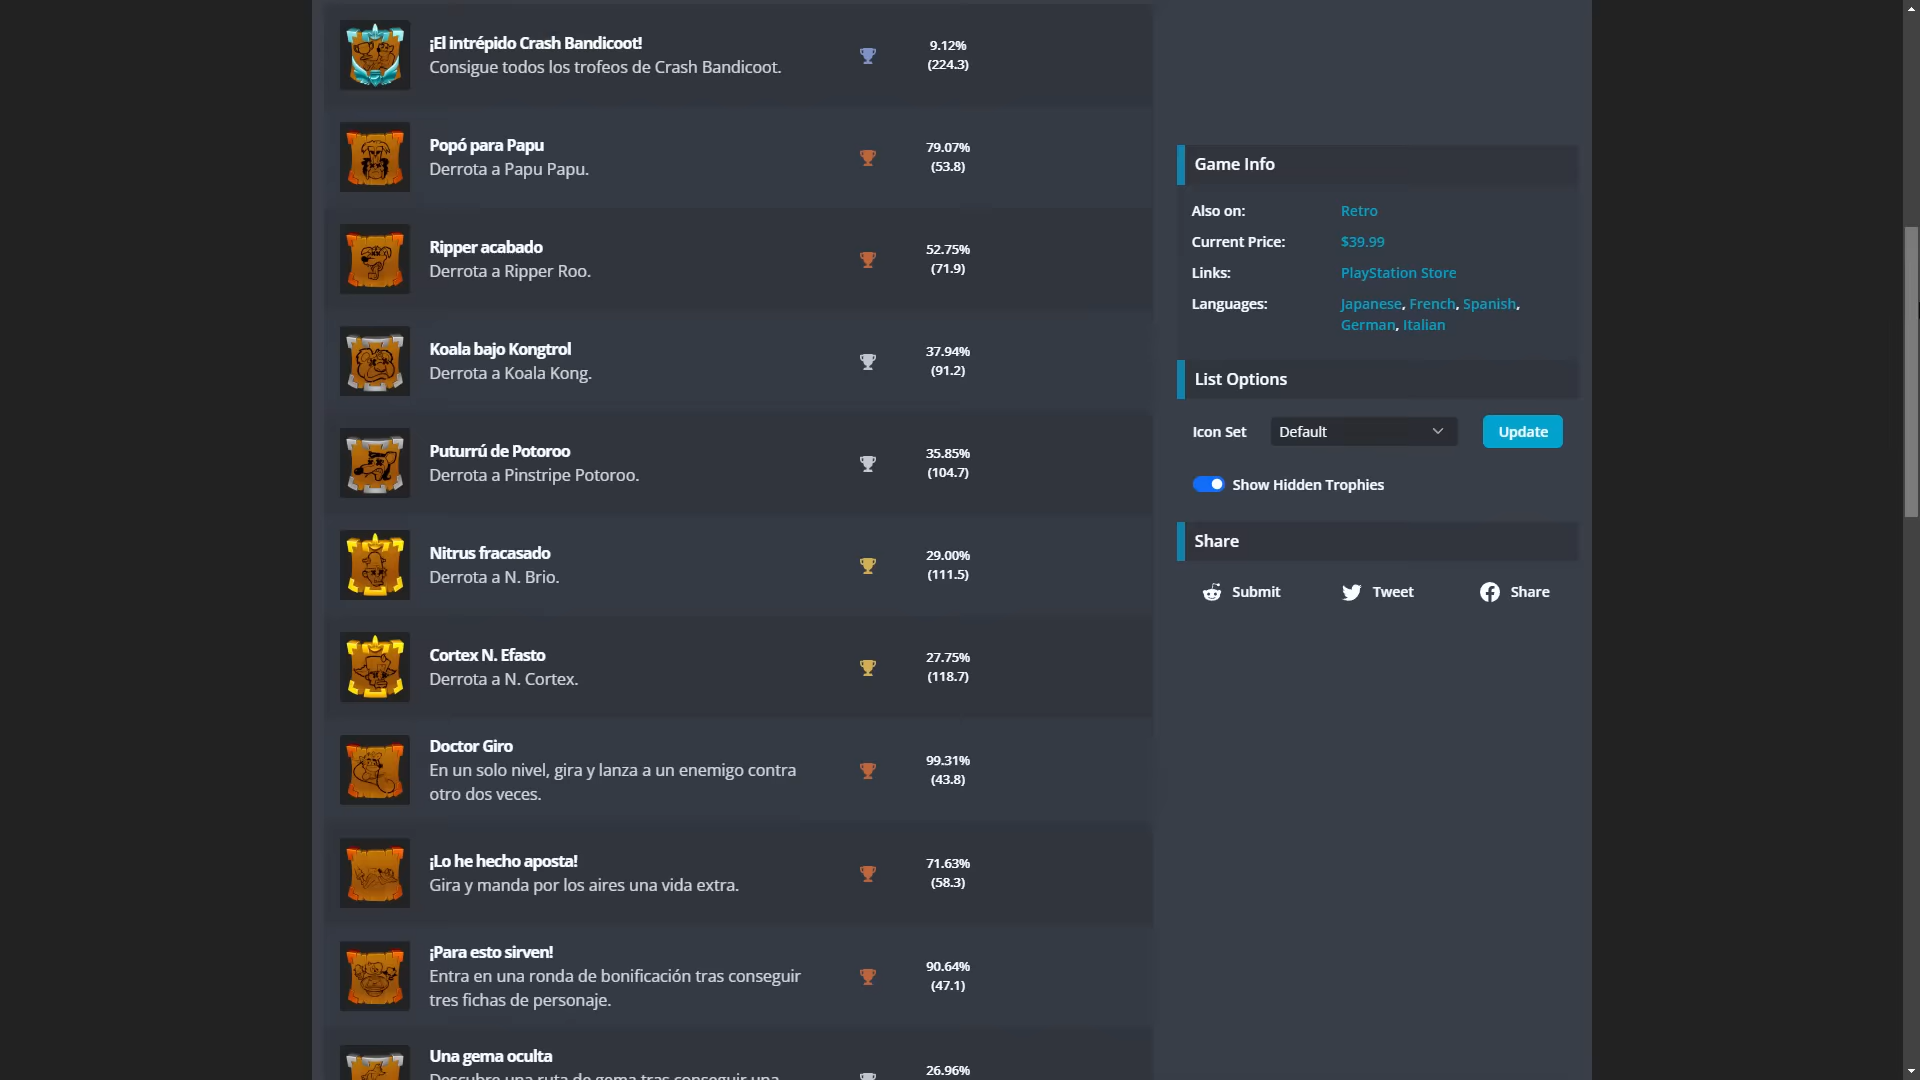 ¡El intrépido Crash Bandicoot!
Consigue todos los trofeos de Crash Bandicoot.
9.12%
(224.3)
Popó para Papu
Derrota a Papu Papu.
79.07%
(53.8)
Ripper acabado
Derrota a Ripper Roo.
52.75%
(71.9)
Koala bajo Kongtrol
Derrota a Koala Kong.
37.94%
(91.2)
Puturrú de Potoroo
Derrota a Pinstripe Potoroo.
35.85%
(104.7)
Nitrus fracasado
Derrota a N. Brio.
29.00%
(111.5)
Cortex N. Efasto
Derrota a N. Cortex.
27.75%
(118.7)
Doctor Giro
En un solo nivel, gira y lanza a un enemigo contra
otro dos veces.
99.31%
(43.8)
¡Lo he hecho aposta!
Gira y manda por los aires una vida extra.
71.63%
(58.3)
¡Para esto sirven!
Entra en una ronda de bonificación tras conseguir
tres fichas de personaje.
90.64%
(47.1)
Una gema oculta
Descubre una ruta de gema tras conseguir una
26.96%
Game Info
Also on: Retro
Current Price: $39.99
Links: PlayStation Store
Languages: Japanese, French, Spanish,
German, Italian
List Options
Icon Set Default Update
Show Hidden Trophies
Share
Submit Tweet Share